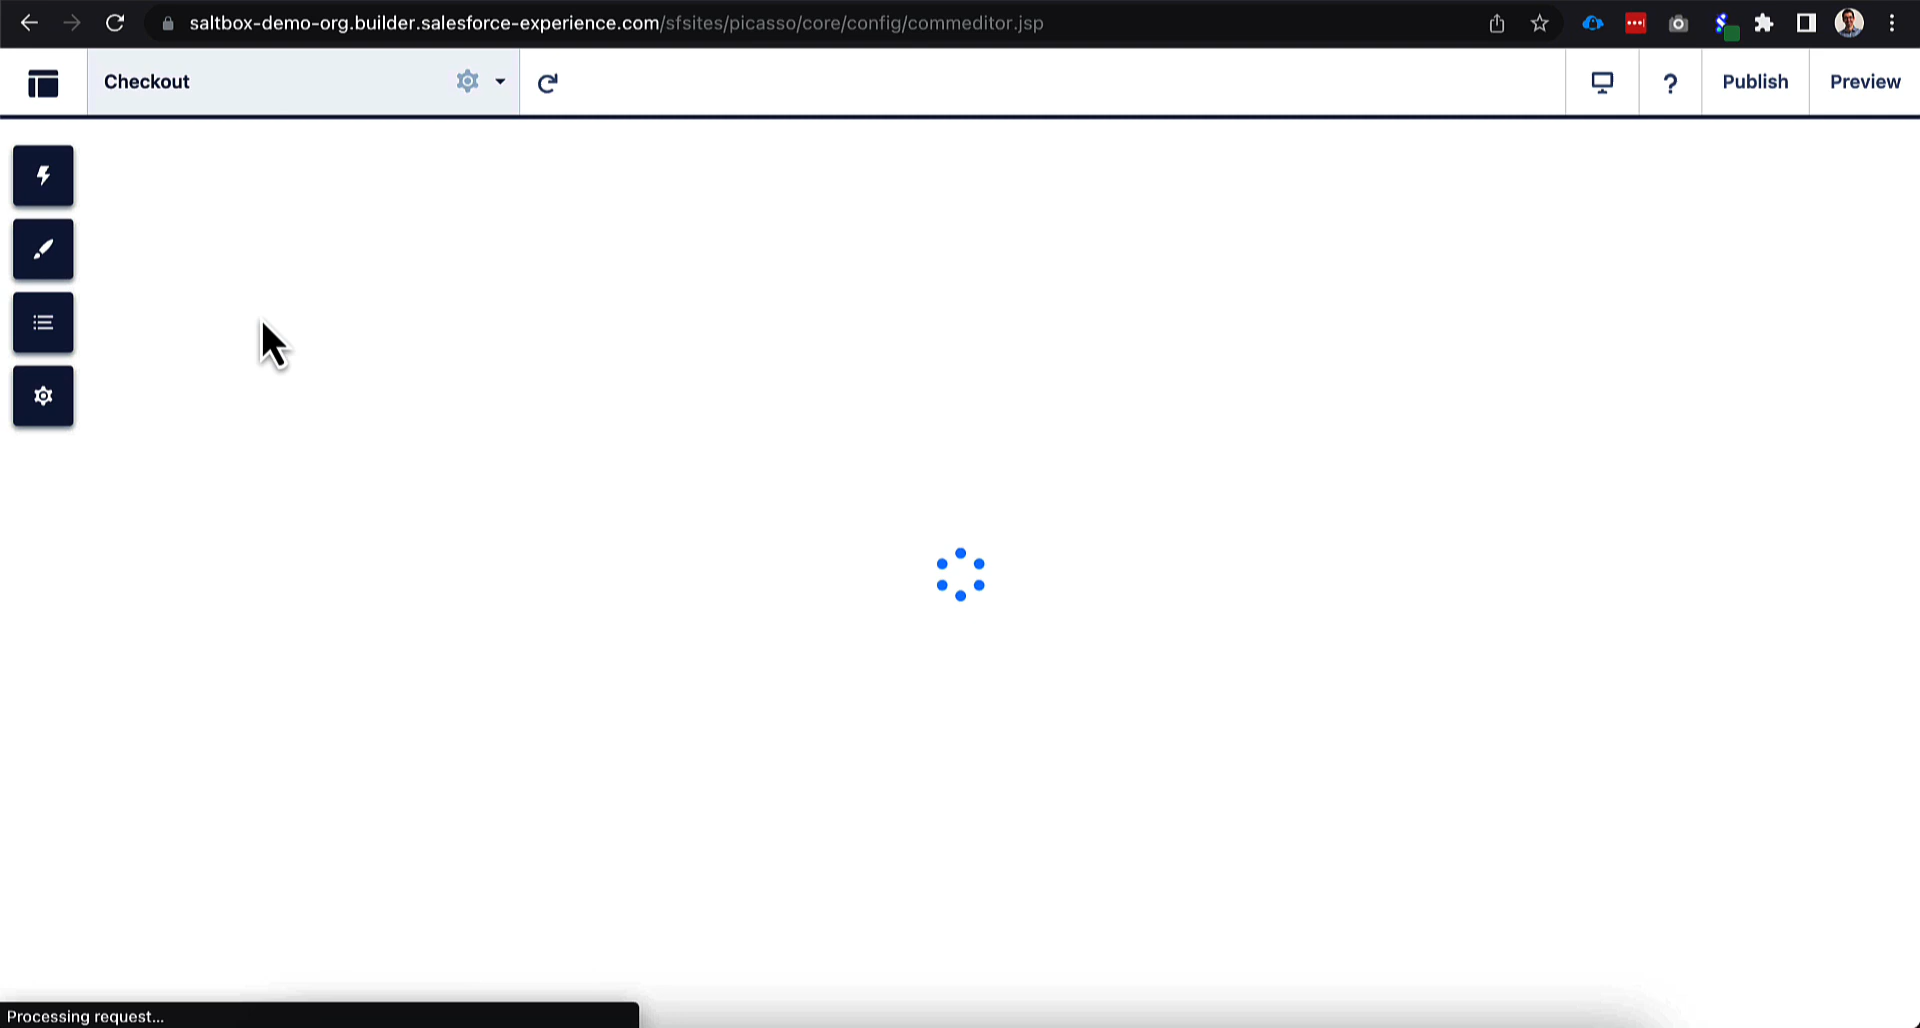 saltbox-demo-org.builder.salesforce-experience.com/sfsites/picasso/core/config/commeditor.jsp
Checkout
?
Publish
Preview
Processing request...